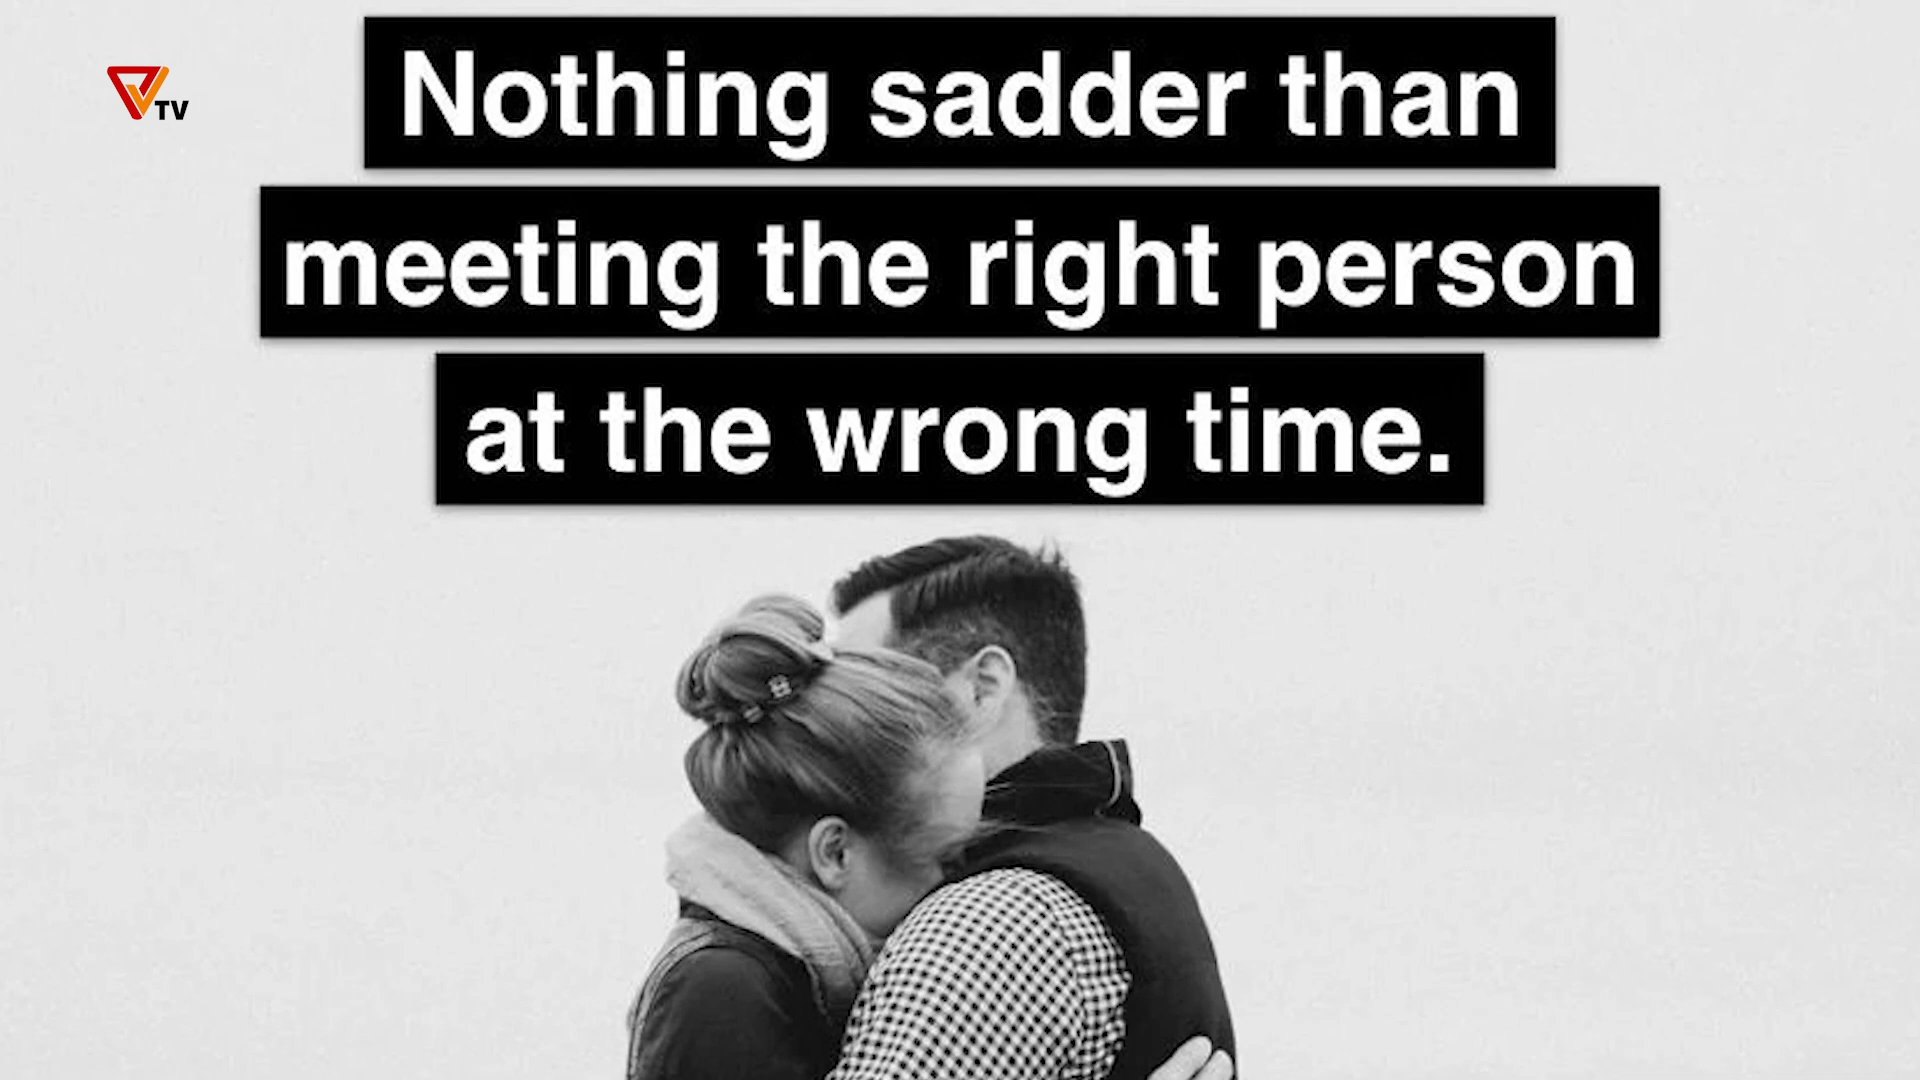 Nothing sadder than
meeting the right person
at the wrong time.
TV